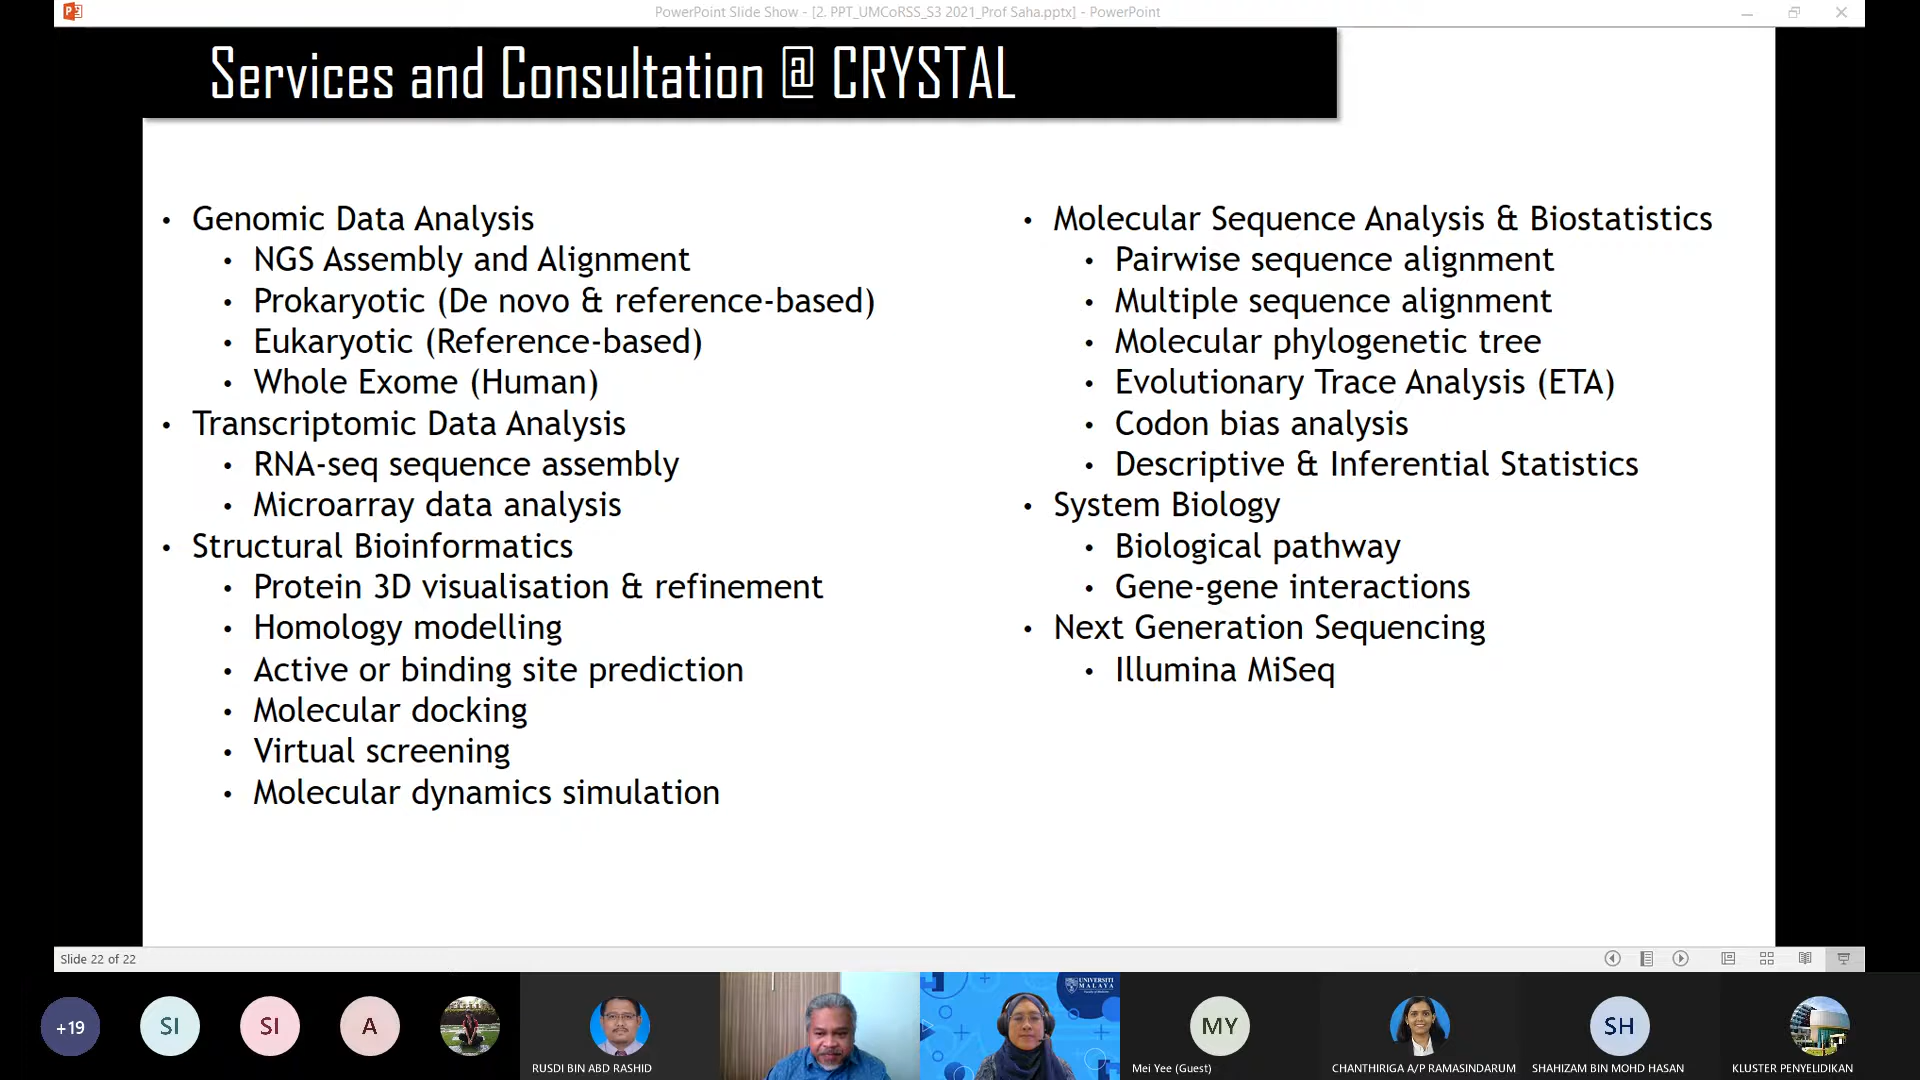 PowerPoint Slide Show - [2. PPT_UMCoRSS_S3 2021_Prof Saha.pptx] - PowerPoint
Services and Consultation @ CRYSTAL
• Genomic Data Analysis
• NGS Assembly and Alignment
• Prokaryotic (De novo & reference-based)
• Eukaryotic (Reference-based)
• Whole Exome (Human)
• Transcriptomic Data Analysis
• RNA-seq sequence assembly
• Microarray data analysis
• Structural Bioinformatics
• Protein 3D visualisation & refinement
• Homology modelling
• Active or binding site prediction
• Molecular docking
• Virtual screening
• Molecular dynamics simulation
• Molecular Sequence Analysis & Biostatistics
• Pairwise sequence alignment
• Multiple sequence alignment
• Molecular phylogenetic tree
• Evolutionary Trace Analysis (ETA)
• Codon bias analysis
• Descriptive & Inferential Statistics
• System Biology
• Biological pathway
• Gene-gene interactions
• Next Generation Sequencing
• Illumina MiSeq
Slide 22 of 22
+19
SI
SI
A
RUSDI BIN ABD RASHID
UNIVERSITI
MALAYA
MY
Mei Yee (Guest)
CHANTHIRIGA A/P RAMASINDARUM
SH
SHAHIZAM BIN MOHD HASAN
KLUSTER PENYELIDIKAN